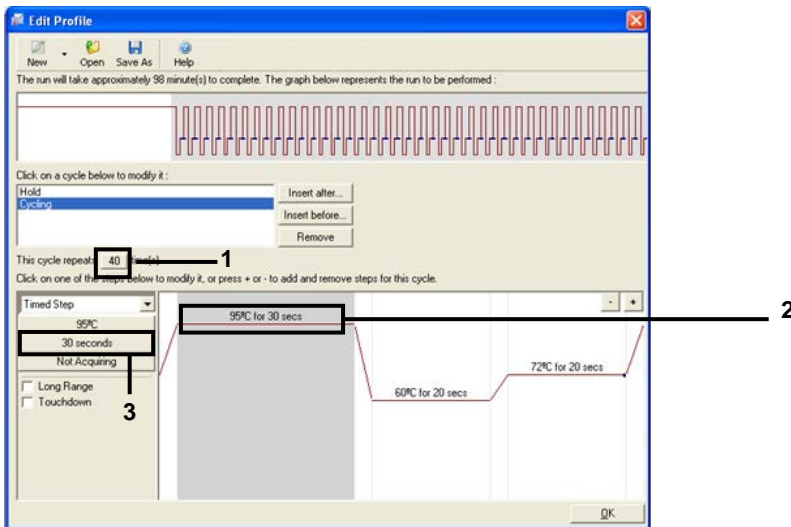 Edit Profile
New Open Save As Help
The run will take approximately 98 minute(s) to complete. The graph below represents the run to be performed :
Click on a cycle below to modify it :
Hold
Cycling
Insert after...
Insert before...
Remove
This cycle repeats 40 time(s).
1
Click on one of the steps below to modify it, or press + or - to add and remove steps for this cycle.
Timed Step
95ºC
30 seconds
Not Acquiring
Long Range
Touchdown
3
95ºC for 30 secs
2
60ºC for 20 secs
72ºC for 20 secs
- +
OK